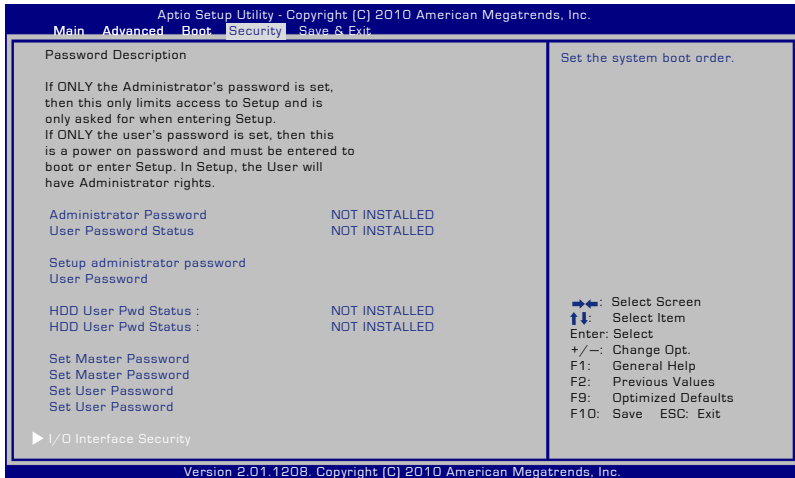 Aptio Setup Utility - Copyright (C) 2010 American Megatrends, Inc.
Main Advanced Boot Security Save & Exit
Password Description
If ONLY the Administrator's password is set,
then this only limits access to Setup and is
only asked for when entering Setup.
If ONLY the user's password is set, then this
is a power on password and must be entered to
boot or enter Setup. In Setup, the User will
have Administrator rights.
Administrator Password NOT INSTALLED
User Password Status NOT INSTALLED
Setup administrator password
User Password
HDD User Pwd Status : NOT INSTALLED
HDD User Pwd Status : NOT INSTALLED
Set Master Password
Set Master Password
Set User Password
Set User Password
I/O Interface Security
Set the system boot order.
→←: Select Screen
↑↓: Select Item
Enter: Select
+/—: Change Opt.
F1: General Help
F2: Previous Values
F9: Optimized Defaults
F10: Save ESC: Exit
Version 2.01.1208. Copyright (C) 2010 American Megatrends, Inc.